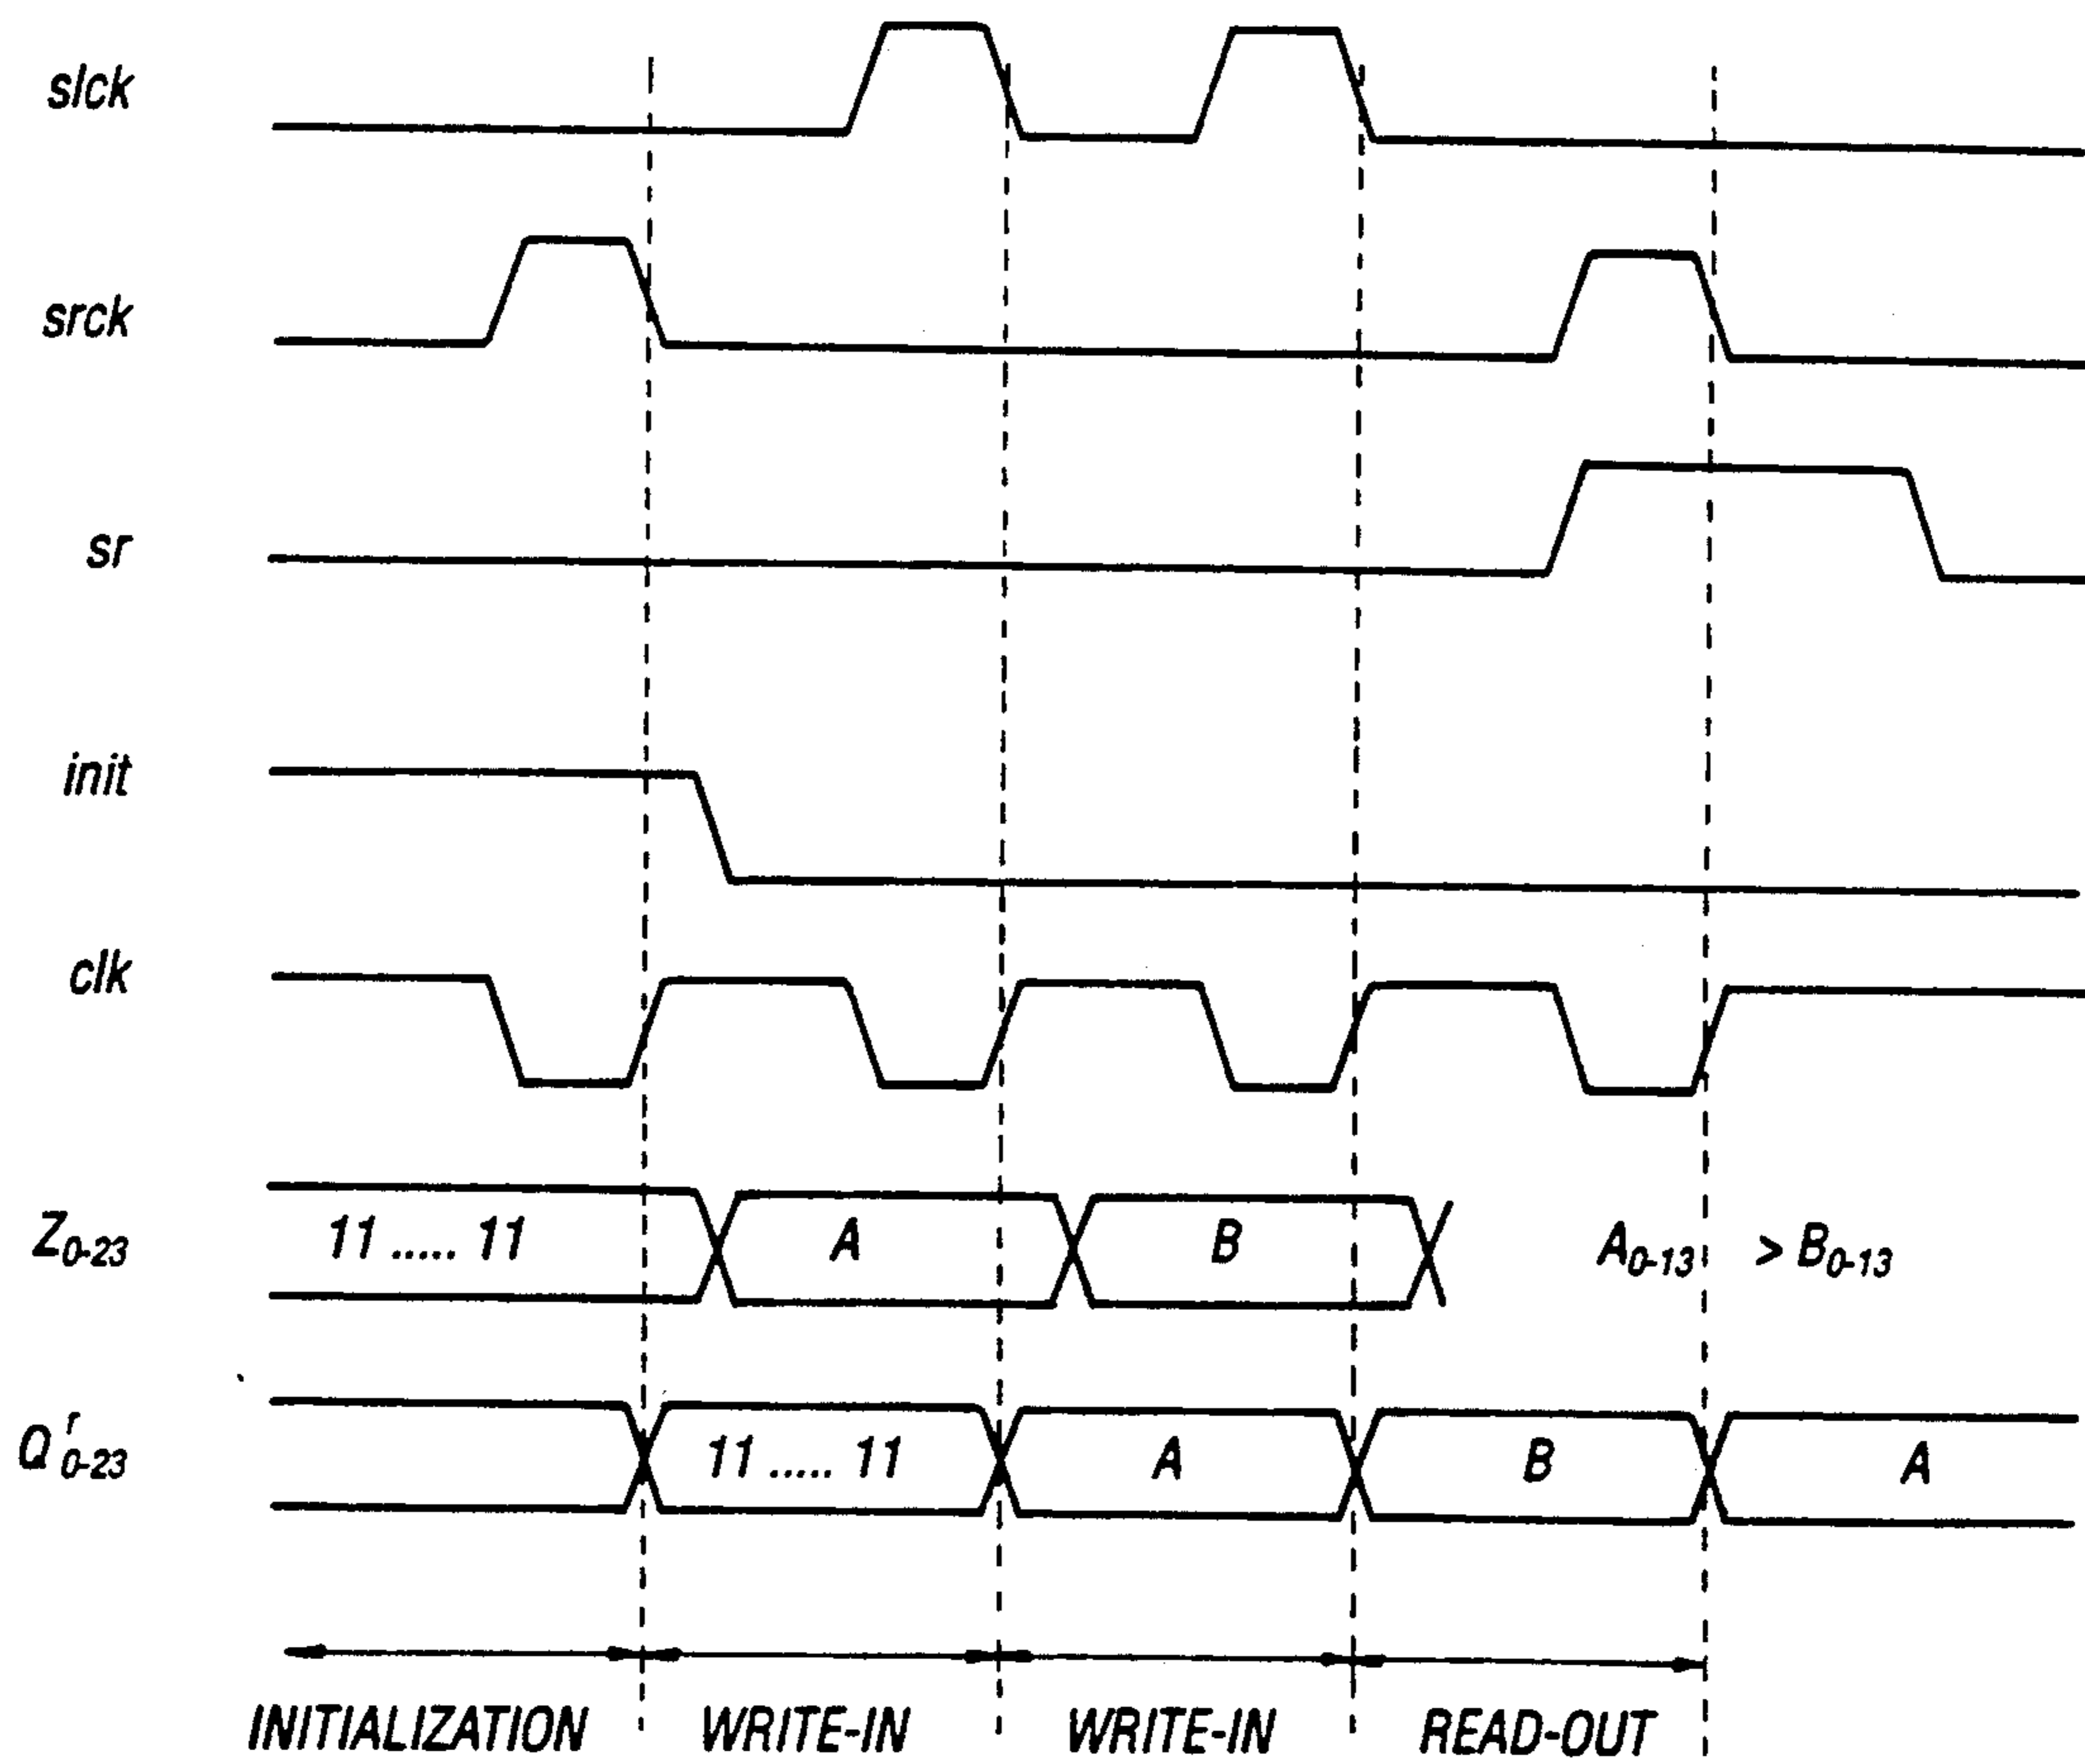 slck
srck
sr
init
clk
Z0-23 11 ..... 11 A B A0-13 > B0-13
Qr0-23 11 ..... 11 A B A
INITIALIZATION WRITE-IN WRITE-IN READ-OUT